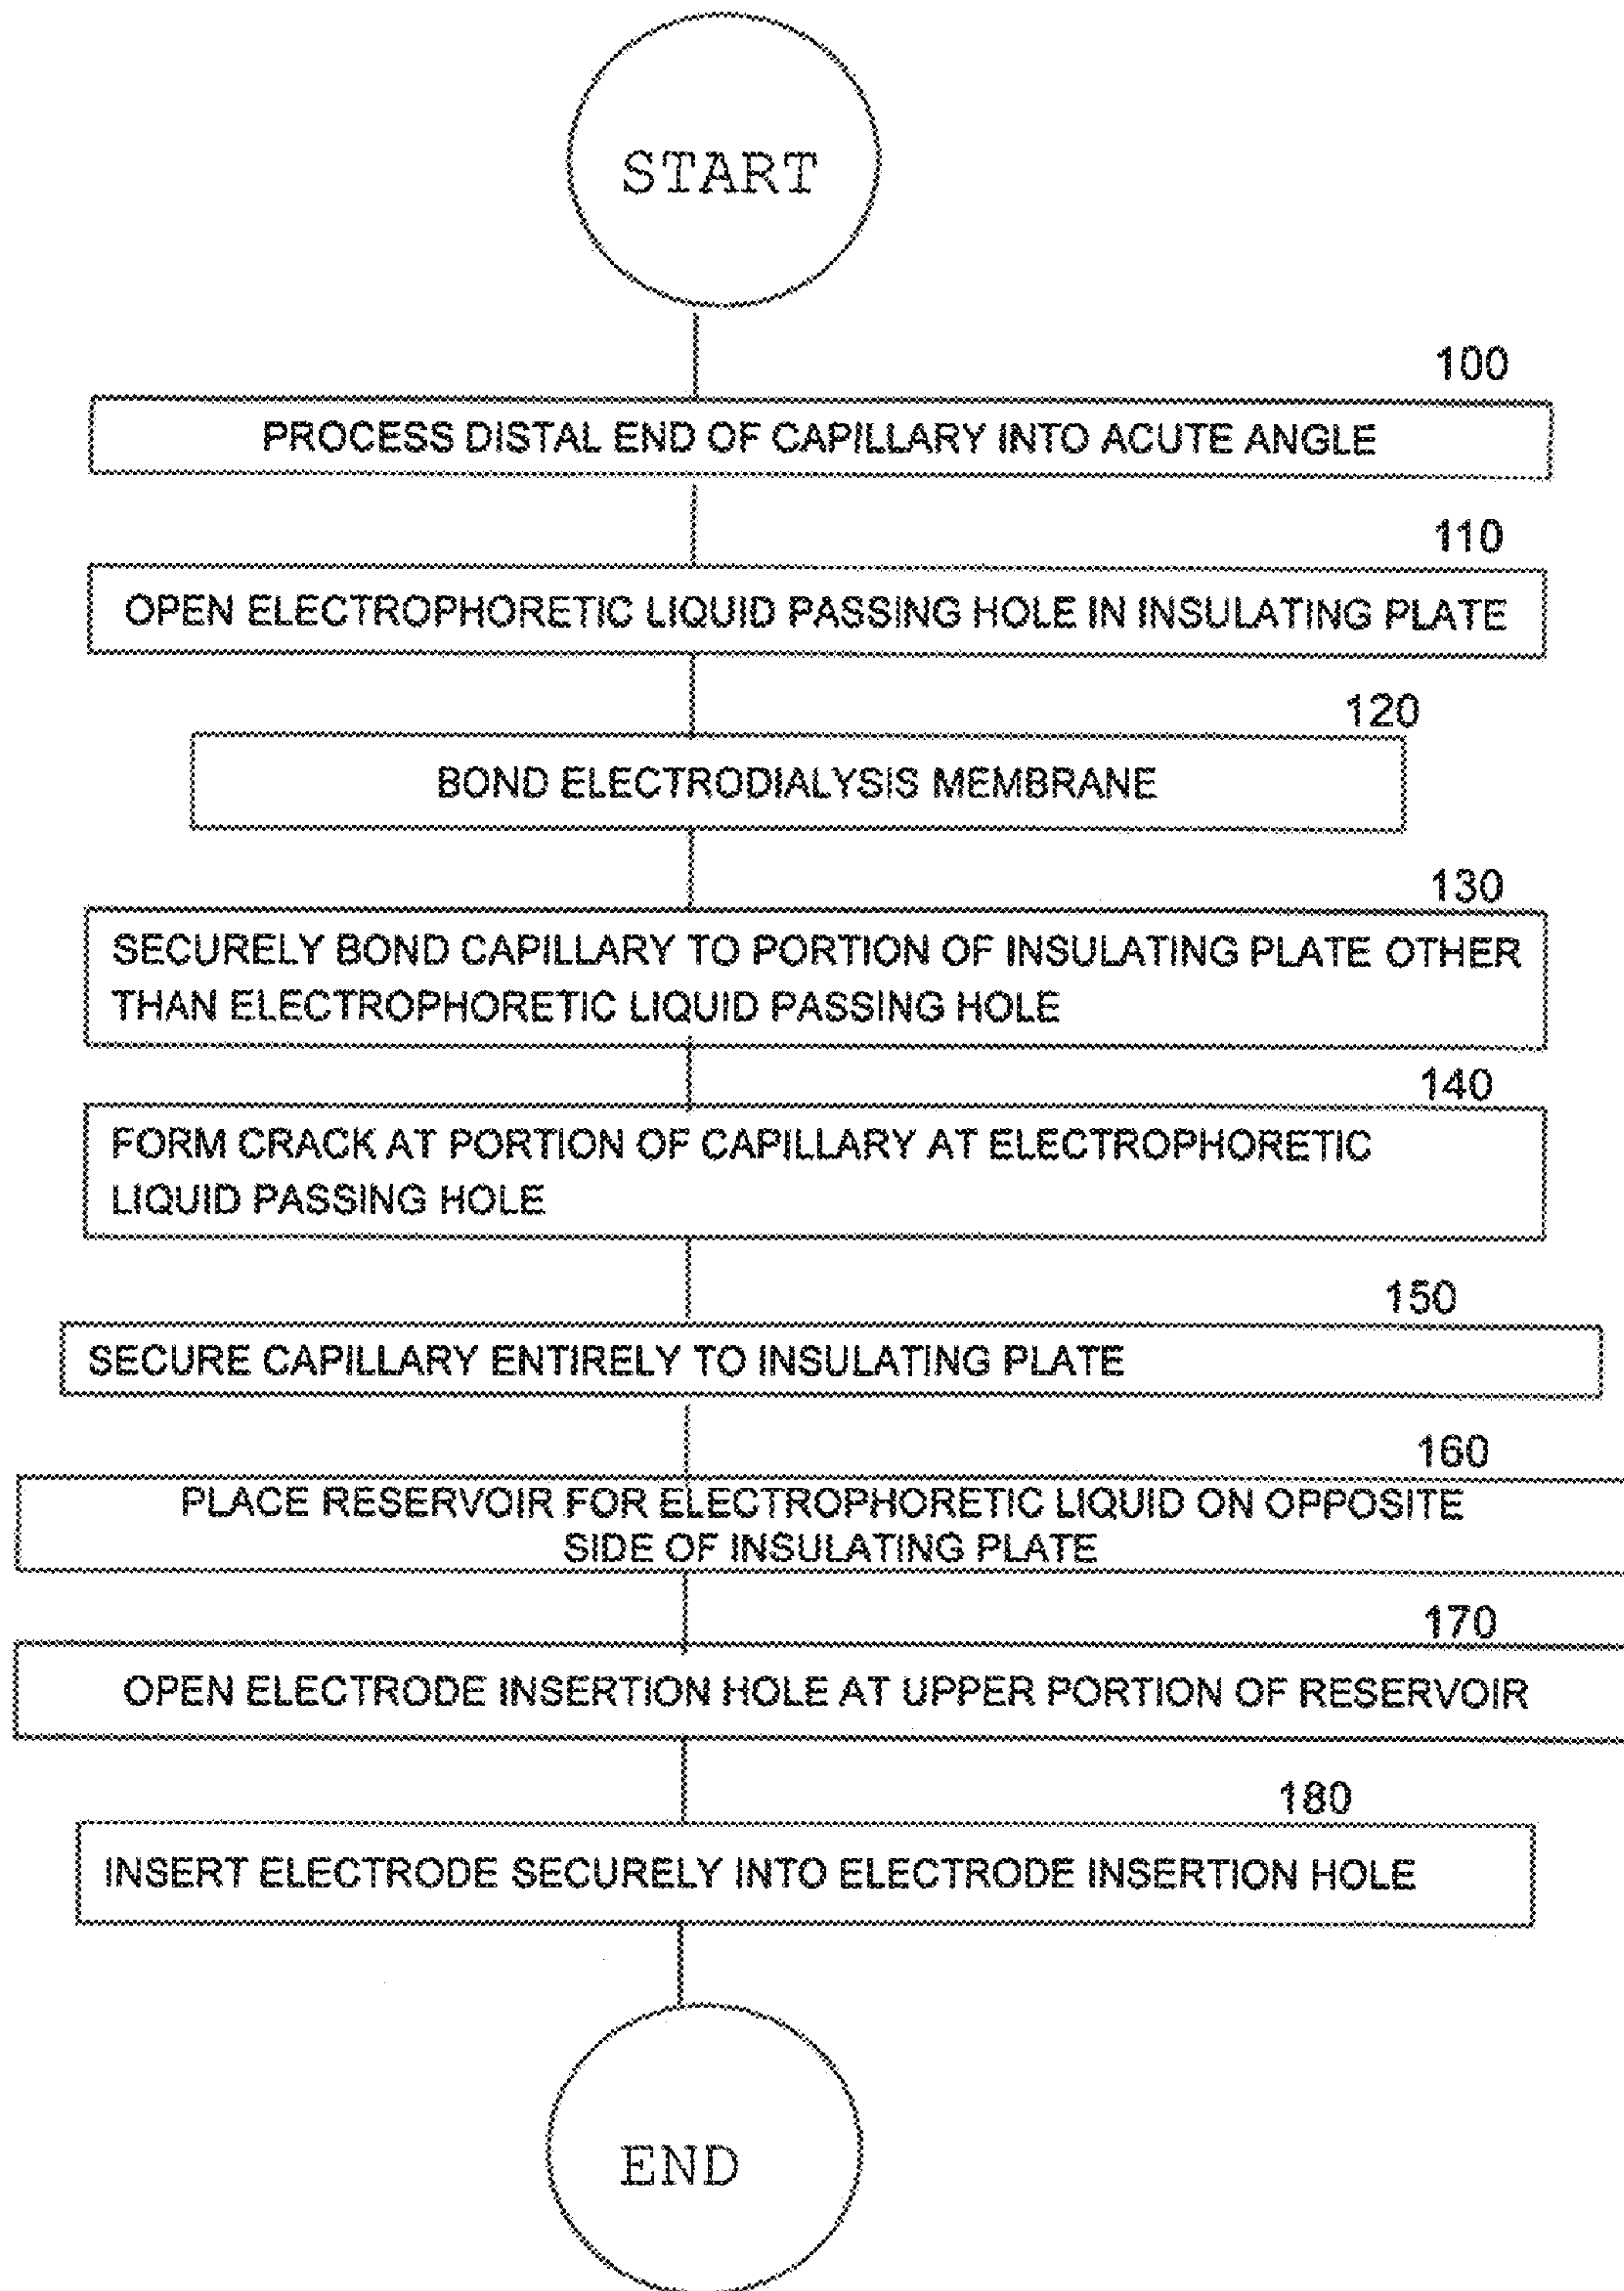 START
100
PROCESS DISTAL END OF CAPILLARY INTO ACUTE ANGLE
110
OPEN ELECTROPHORETIC LIQUID PASSING HOLE IN INSULATING PLATE
120
BOND ELECTRODIALYSIS MEMBRANE
130
SECURELY BOND CAPILLARY TO PORTION OF INSULATING PLATE OTHER
THAN ELECTROPHORETIC LIQUID PASSING HOLE
140
FORM CRACK AT PORTION OF CAPILLARY AT ELECTROPHORETIC
LIQUID PASSING HOLE
150
SECURE CAPILLARY ENTIRELY TO INSULATING PLATE
160
PLACE RESERVOIR FOR ELECTROPHORETIC LIQUID ON OPPOSITE
SIDE OF INSULATING PLATE
170
OPEN ELECTRODE INSERTION HOLE AT UPPER PORTION OF RESERVOIR
180
INSERT ELECTRODE SECURELY INTO ELECTRODE INSERTION HOLE
END